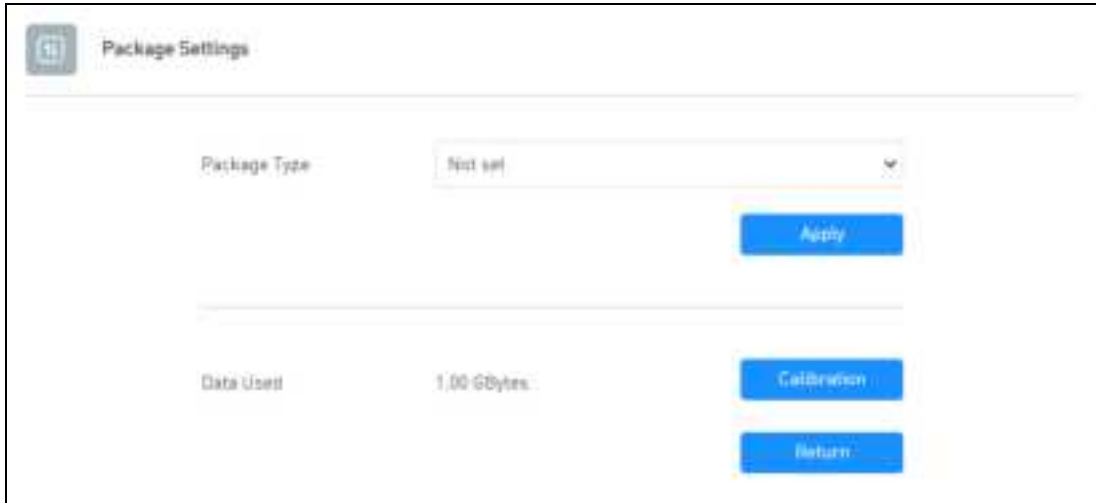 Package Settings
Package Type
Not set
Apply
Data Used
1.00 GBytes
Calibration
Return